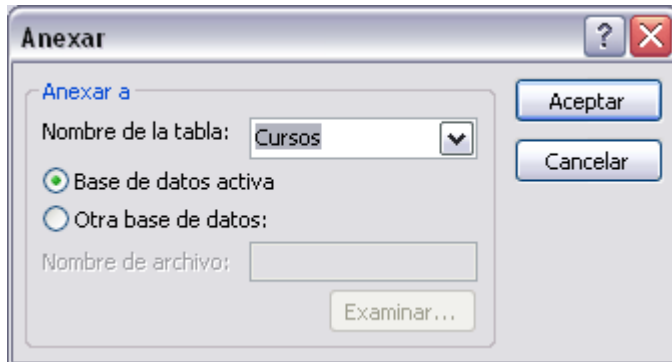 Anexar
Anexar a
Nombre de la tabla: Cursos
Base de datos activa
Otra base de datos:
Nombre de archivo:
Examinar...
Aceptar
Cancelar